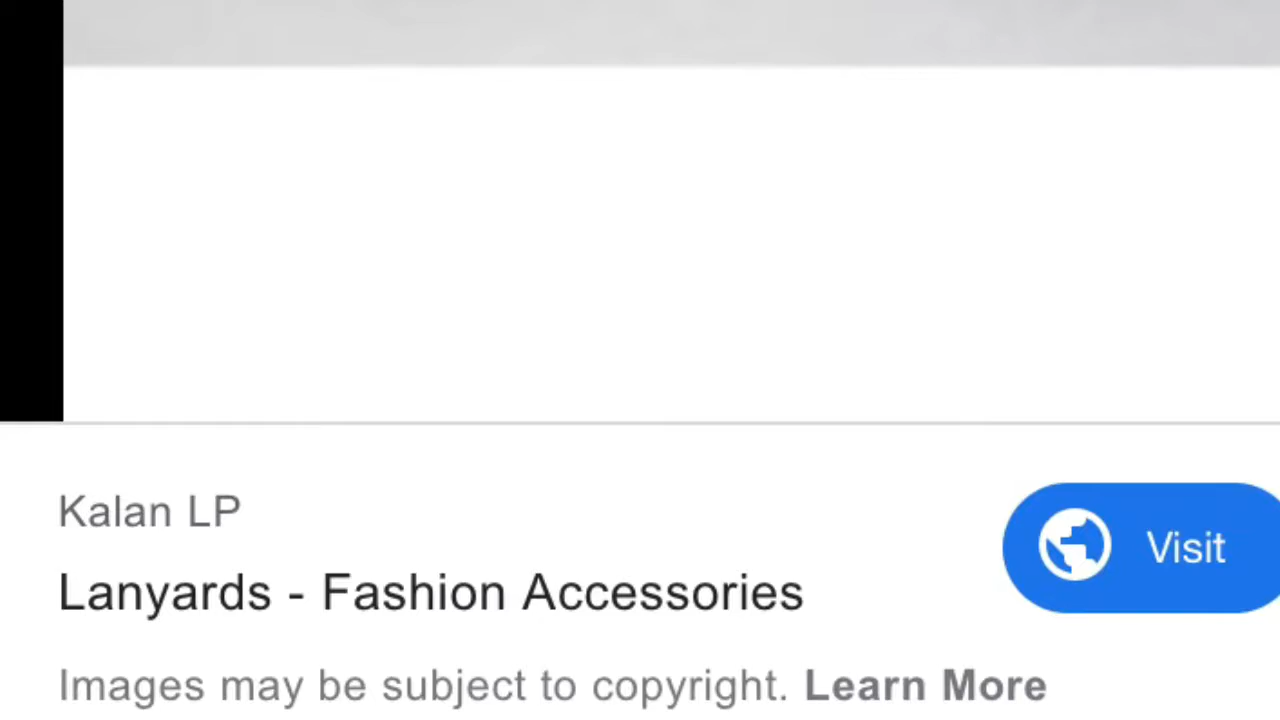 Kalan LP
Visit
Lanyards - Fashion Accessories
Images may be subject to copyright. Learn More